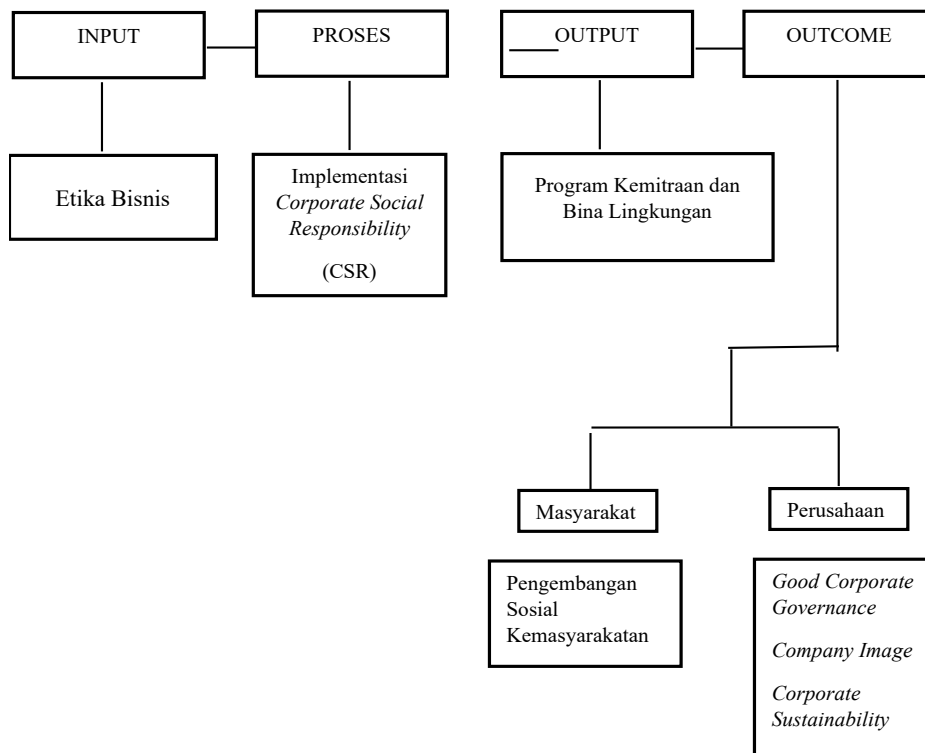 INPUT
PROSES
OUTPUT
OUTCOME
Etika Bisnis
Implementasi
Corporate Social
Responsibility
(CSR)
Program Kemitraan dan
Bina Lingkungan
Masyarakat
Perusahaan
Pengembangan
Sosial
Kemasyarakatan
Good Corporate
Governance
Company Image
Corporate
Sustainability